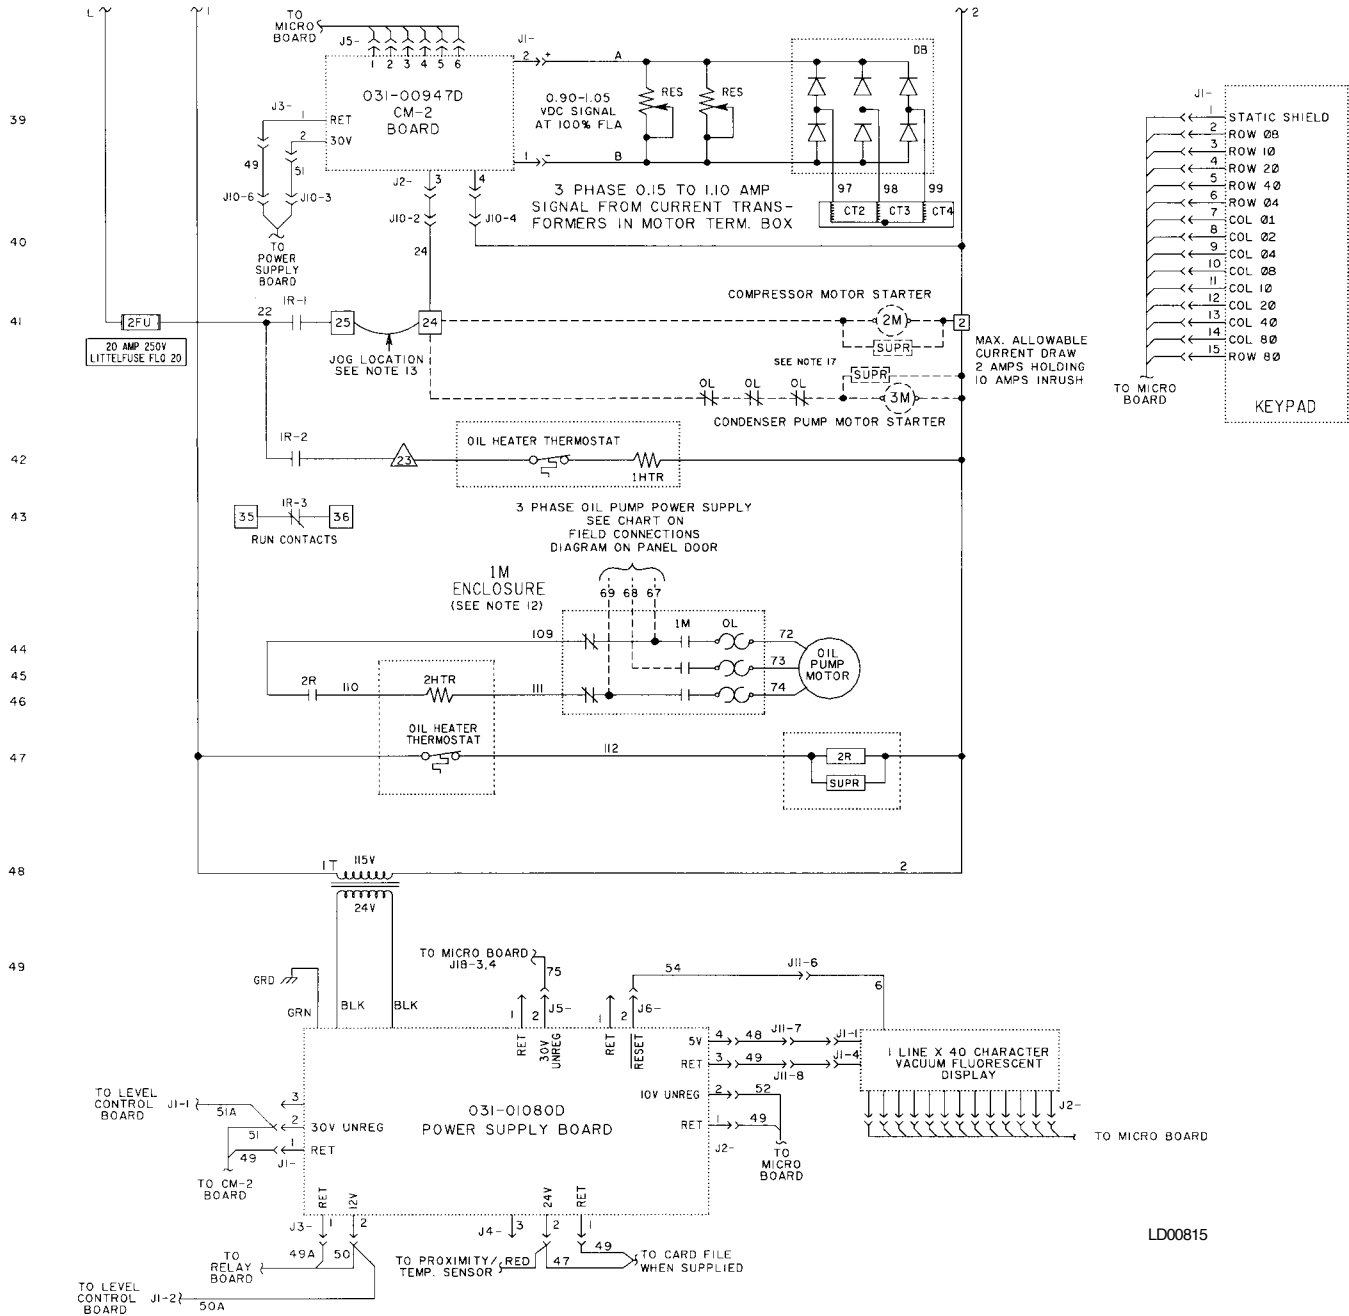 L
1
2
TO
MICRO
BOARD
J5-
1 2 3 4 5 6
J1-
2 +
A
DB
031-00947D
CM-2
BOARD
J3-
1
RET
2
30V
49
51
J10-6
J10-3
TO
POWER
SUPPLY
BOARD
RES
RES
0.90-1.05
VDC SIGNAL
AT 100% FLA
1 -
B
J2-
3
4
J10-2
J10-4
24
3 PHASE 0.15 TO 1.10 AMP
SIGNAL FROM CURRENT TRANS-
FORMERS IN MOTOR TERM. BOX
97 98 99
CT2 CT3 CT4
39
40
41
42
43
44
45
46
47
48
49
J1-
1 STATIC SHIELD
2 ROW 08
3 ROW 10
4 ROW 20
5 ROW 40
6 ROW 04
7 COL 01
8 COL 02
9 COL 04
10 COL 08
11 COL 10
12 COL 20
13 COL 40
14 COL 80
15 ROW 80
TO MICRO
BOARD
KEYPAD
2FU
20 AMP 250V
LITTELFUSE FLQ 20
22
1R-1
25
24
JOG LOCATION
SEE NOTE 13
COMPRESSOR MOTOR STARTER
2M
SUPR
2
MAX. ALLOWABLE
CURRENT DRAW
2 AMPS HOLDING
10 AMPS INRUSH
SEE NOTE 17
SUPR
OL OL OL
3M
CONDENSER PUMP MOTOR STARTER
1R-2
23
OIL HEATER THERMOSTAT
1HTR
1R-3
35
36
RUN CONTACTS
3 PHASE OIL PUMP POWER SUPPLY
SEE CHART ON
FIELD CONNECTIONS
DIAGRAM ON PANEL DOOR
1M
ENCLOSURE
(SEE NOTE 12)
69 68 67
109
1M
OL
72
73
74
OIL
PUMP
MOTOR
2R
110
2HTR
111
OIL HEATER
THERMOSTAT
112
2R
SUPR
1T
115V
2
24V
GRD
GRN
BLK
BLK
TO MICRO BOARD
J18-3,4
75
1 2 J5-
RET
30V
UNREG
1 2 J6-
RET
RESET
54
J11-6
6
5V 4 48 J11-7 J1-1
RET 3 49 J11-8 J1-4
10V UNREG 2 52
RET 1 49
J2-
TO
MICRO
BOARD
1 LINE X 40 CHARACTER
VACUUM FLUORESCENT
DISPLAY
J2-
TO MICRO BOARD
TO LEVEL
CONTROL
BOARD
J1-1
51A
3
2
30V UNREG
51
1
RET
49
J1-
TO CM-2
BOARD
031-01080D
POWER SUPPLY BOARD
RET
12V
J3-
1
2
49A
50
TO
RELAY
BOARD
TO LEVEL
CONTROL
BOARD
J1-2
50A
24V
RET
J4-
3
2
1
TO PROXIMITY/
TEMP. SENSOR
RED
47
49
TO CARD FILE
WHEN SUPPLIED
LD00815